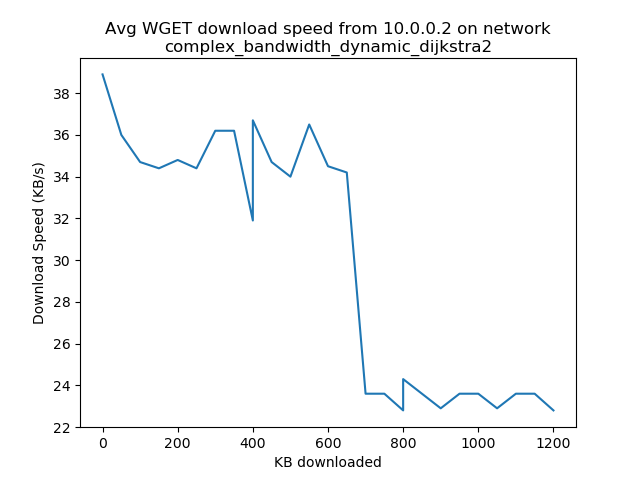 Avg WGET download speed from 10.0.0.2 on network
complex_bandwidth_dynamic_dijkstra2
38
36
34
32
30
28
26
24
22
Download Speed (KB/s)
0 200 400 600 800 1000 1200
KB downloaded